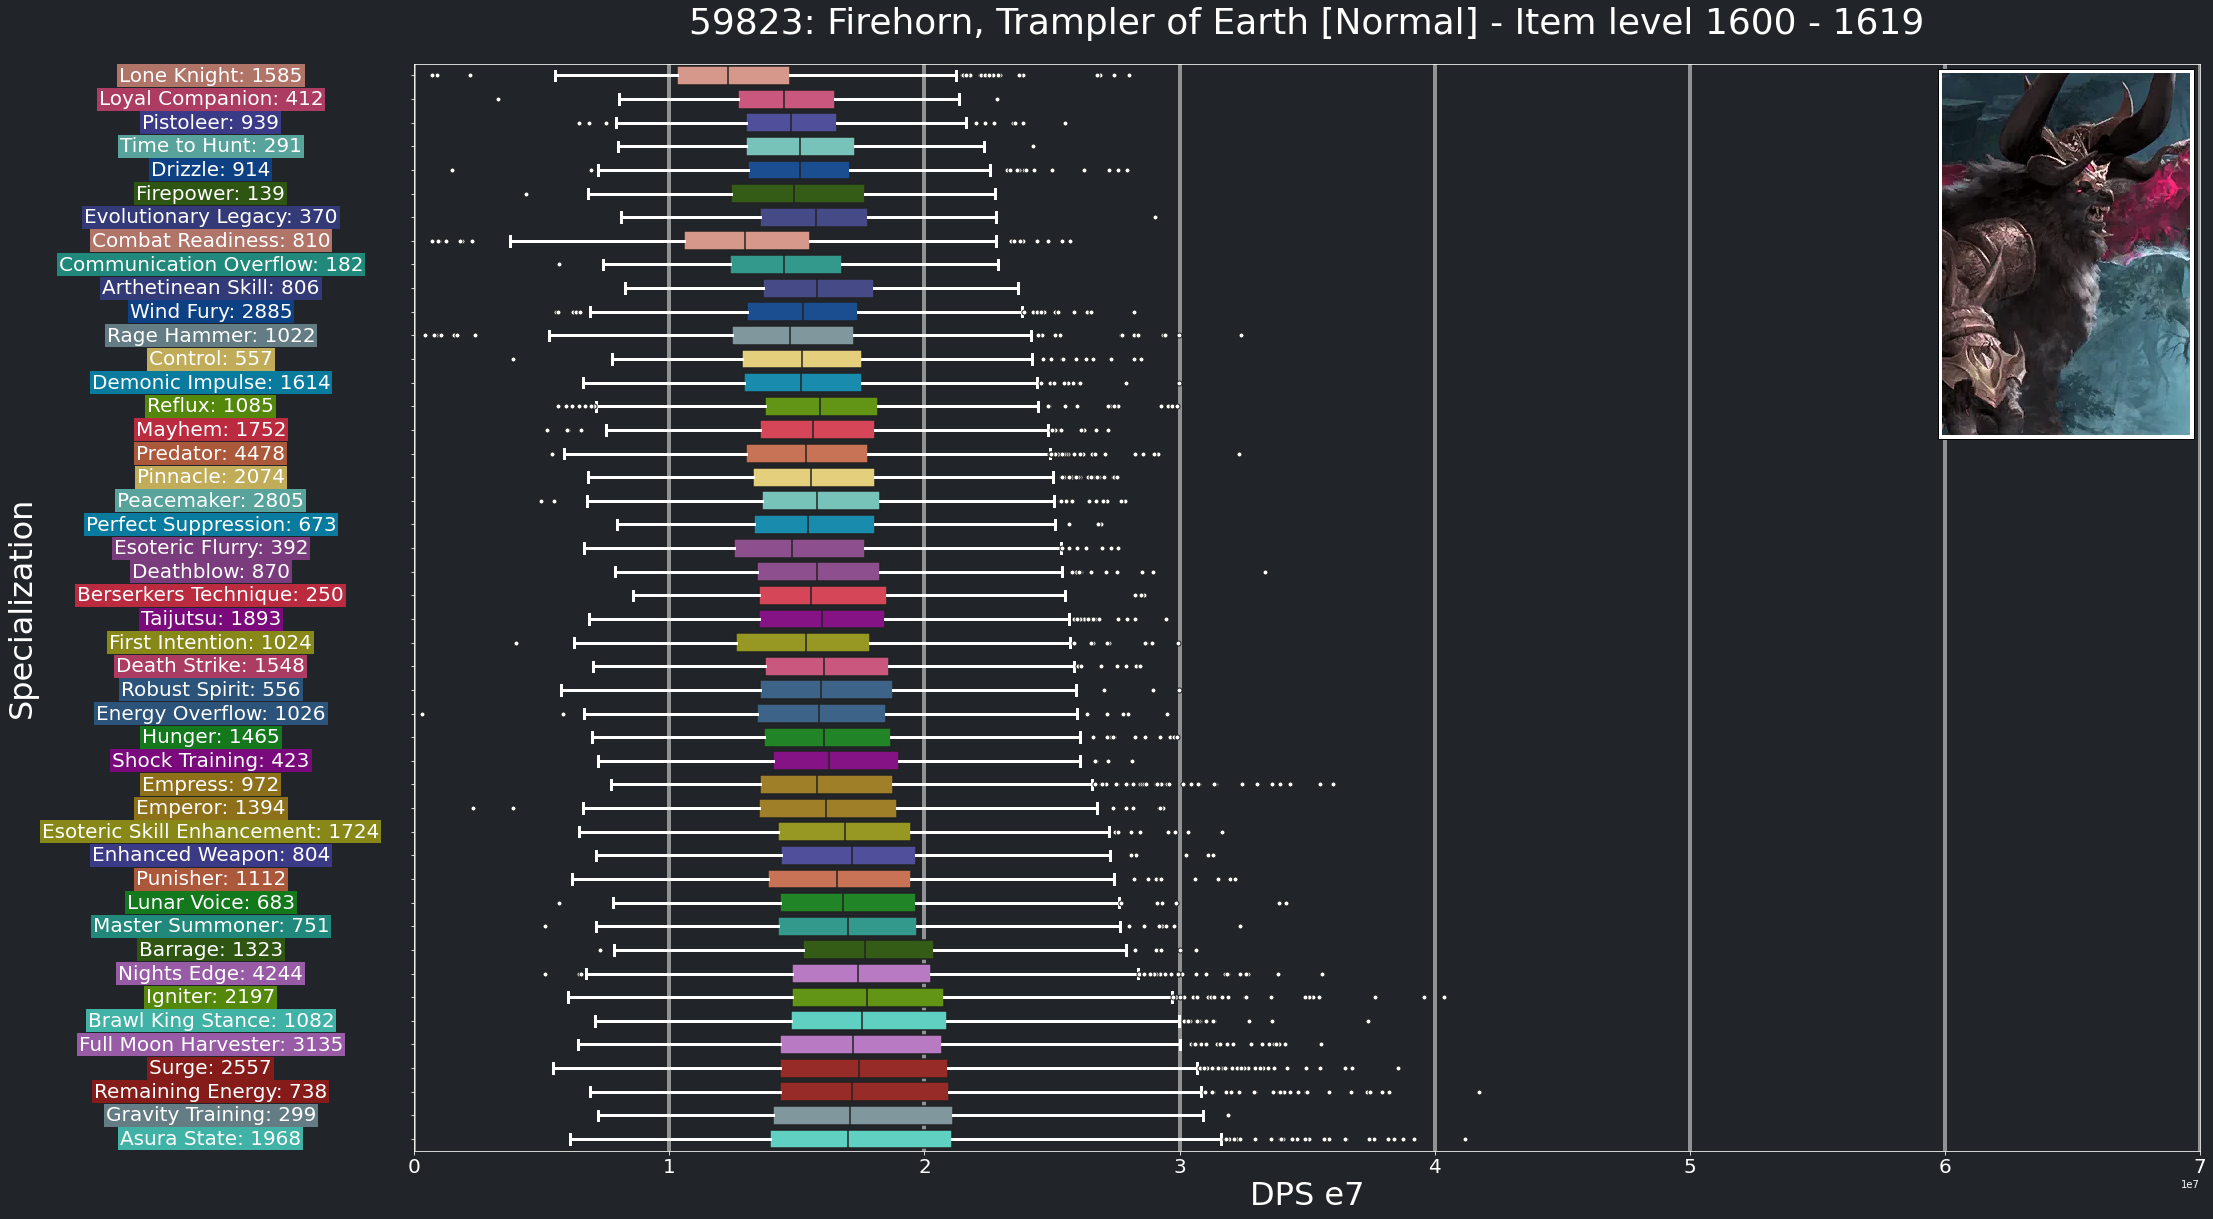 59823: Firehorn, Trampler of Earth [Normal] - Item level 1600 - 1619
Lone Knight: 1585
Loyal Companion: 412
Pistoleer: 939
Time to Hunt: 291
Drizzle: 914
Firepower: 139
Evolutionary Legacy: 370
Combat Readiness: 810
Communication Overflow: 182
Arthetinean Skill: 806
Wind Fury: 2885
Rage Hammer: 1022
Control: 557
Demonic Impulse: 1614
Reflux: 1085
Mayhem: 1752
Predator: 4478
Pinnacle: 2074
Peacemaker: 2805
Perfect Suppression: 673
Esoteric Flurry: 392
Deathblow: 870
Berserkers Technique: 250
Taijutsu: 1893
First Intention: 1024
Death Strike: 1548
Robust Spirit: 556
Energy Overflow: 1026
Hunger: 1465
Shock Training: 423
Empress: 972
Emperor: 1394
Esoteric Skill Enhancement: 1724
Enhanced Weapon: 804
Punisher: 1112
Lunar Voice: 683
Master Summoner: 751
Barrage: 1323
Nights Edge: 4244
Igniter: 2197
Brawl King Stance: 1082
Full Moon Harvester: 3135
Surge: 2557
Remaining Energy: 738
Gravity Training: 299
Asura State: 1968
Specialization
0 1 2 3 4 5 6 7
1e7
DPS e7